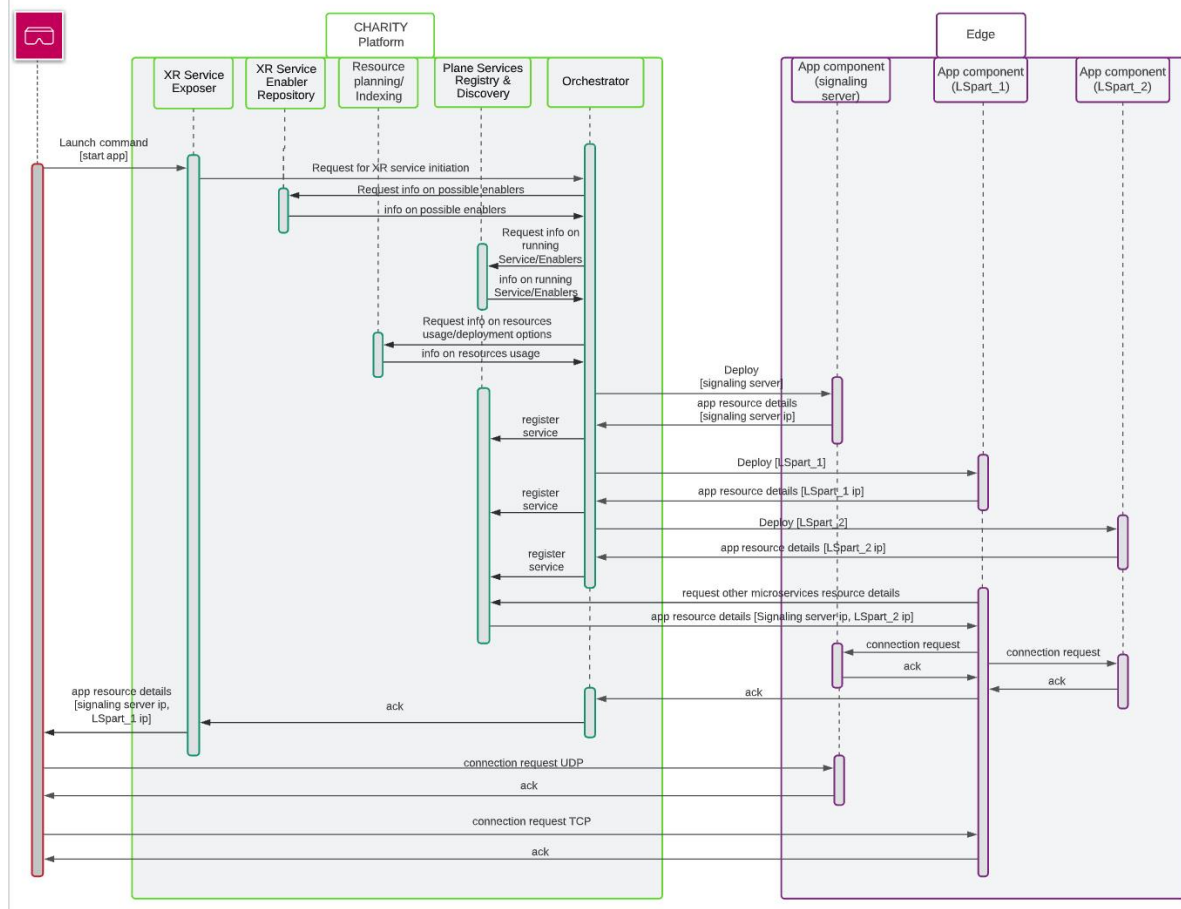 CHARITY
Platform
Edge
XR Service
Exposer
XR Service
Enabler
Repository
Resource
planning/
Indexing
Plane Services
Registry &
Discovery
Orchestrator
App component
(signaling
server)
App component
(LSpart_1)
App component
(LSpart_2)
Launch command
[start app]
Request for XR service initiation
Request info on possible enablers
info on possible enablers
Request info on
running
Service/Enablers
info on running
Service/Enablers
Request info on resources
usage/deployment options
info on resources usage
Deploy
[signaling server]
app resource details
[signaling server ip]
register
service
Deploy [LSpart_1]
app resource details [LSpart_1 ip]
register
service
Deploy [LSpart_2]
app resource details [LSpart_2 ip]
register
service
request other microservices resource details
app resource details [Signaling server ip, LSpart_2 ip]
connection request
connection request
ack
ack
ack
ack
app resource details
[signaling server ip,
LSpart_1 ip]
connection request UDP
ack
connection request TCP
ack